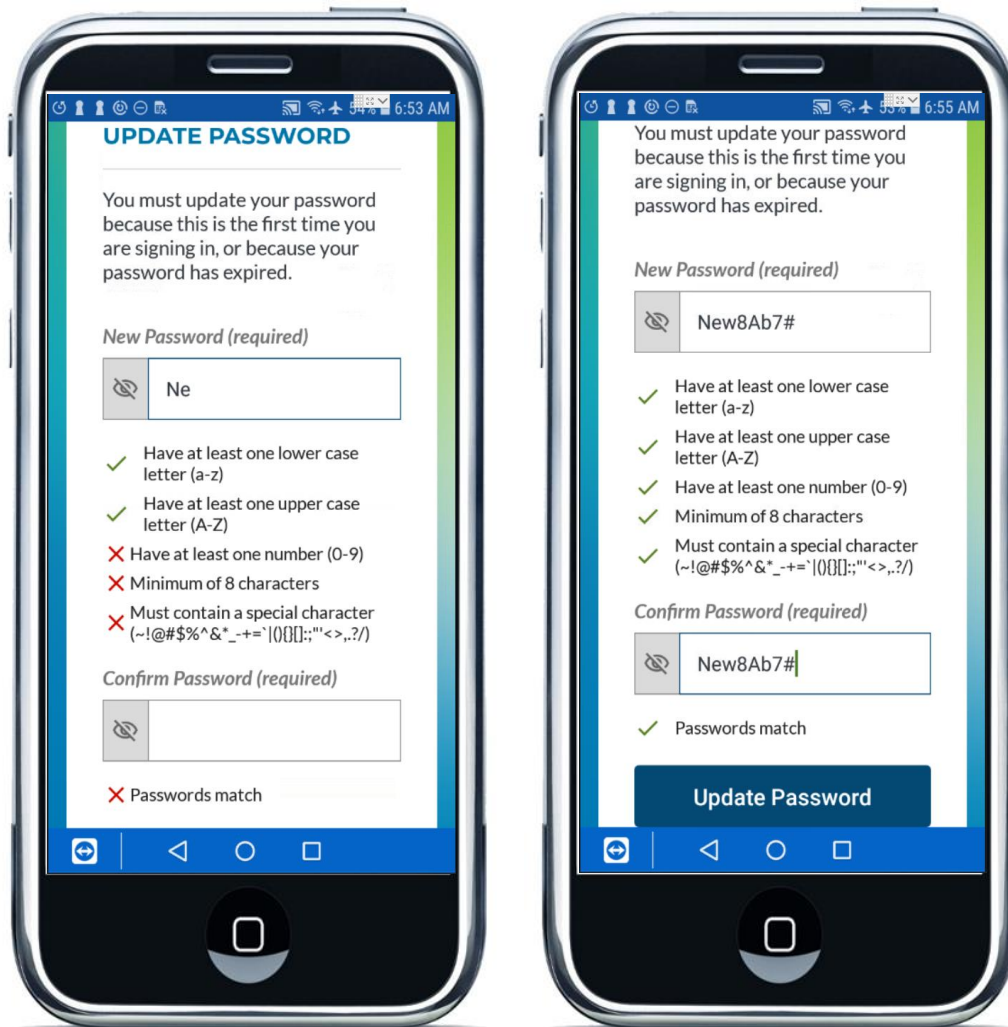 6:53 AM
UPDATE PASSWORD
You must update your password
because this is the first time you
are signing in, or because your
password has expired.
New Password (required)
Ne
Have at least one lower case
letter (a-z)
Have at least one upper case
letter (A-Z)
Have at least one number (0-9)
Minimum of 8 characters
Must contain a special character
(~!@#$%^&*_-+=`|(){}[]:;"'<>,.?/)
Confirm Password (required)
Passwords match
6:55 AM
You must update your password
because this is the first time you
are signing in, or because your
password has expired.
New Password (required)
New8Ab7#
Have at least one lower case
letter (a-z)
Have at least one upper case
letter (A-Z)
Have at least one number (0-9)
Minimum of 8 characters
Must contain a special character
(~!@#$%^&*_-+=`|(){}[]:;"'<>,.?/)
Confirm Password (required)
New8Ab7#
Passwords match
Update Password